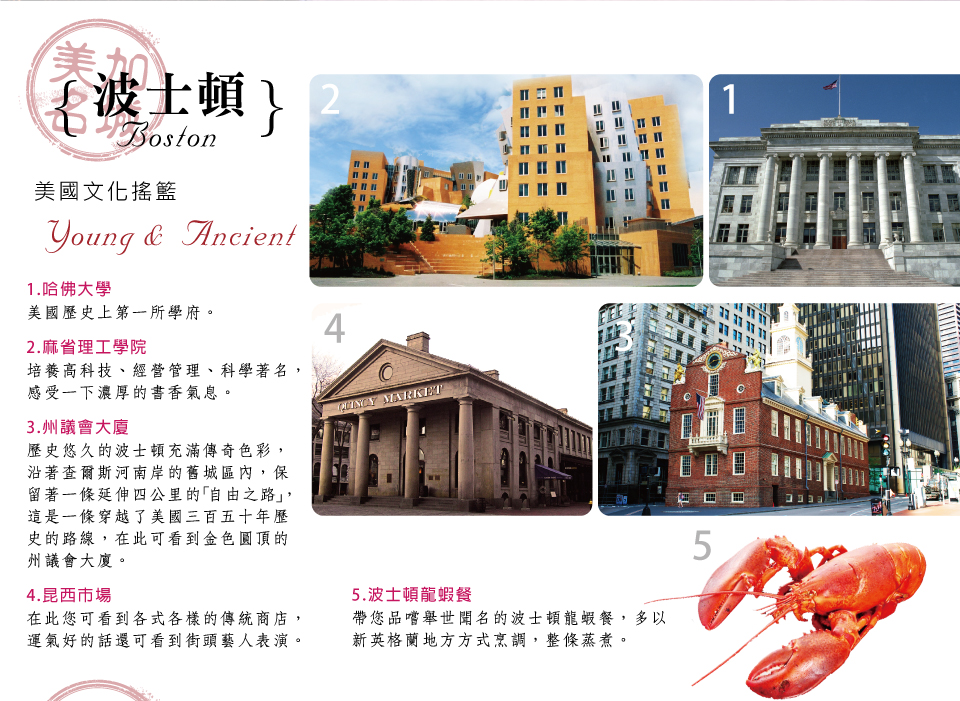 美加名城
{波士頓}
Boston
美國文化搖籃
Young & Ancient
1.哈佛大學
美國歷史上第一所學府。
2.麻省理工學院
培養高科技、經營管理、科學著名，
感受一下濃厚的書香氣息。
3.州議會大廈
歷史悠久的波士頓充滿傳奇色彩，
沿著查爾斯河南岸的舊城區內，保
留著一條延伸四公里的「自由之路」，
這是一條穿越了美國三百五十年歷
史的路線，在此可看到金色圓頂的
州議會大廈。
4.昆西市場
在此您可看到各式各樣的傳統商店，
運氣好的話還可看到街頭藝人表演。
5.波士頓龍蝦餐
帶您品嚐舉世聞名的波士頓龍蝦餐，多以
新英格蘭地方方式烹調，整條蒸煮。
2
1
4
QUINCY MARKET
3
5